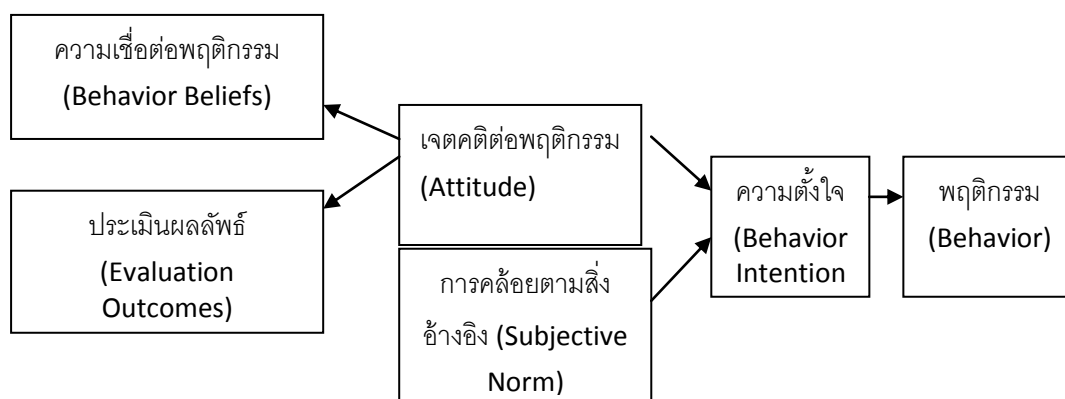 ความเชื่อต่อพฤติกรรม
(Behavior Beliefs)
ประเมินผลลัพธ์
(Evaluation
Outcomes)
เจตคติต่อพฤติกรรม
(Attitude)
การคล้อยตามสิ่ง
อ้างอิง (Subjective
Norm)
ความตั้งใจ
(Behavior
Intention
พฤติกรรม
(Behavior)